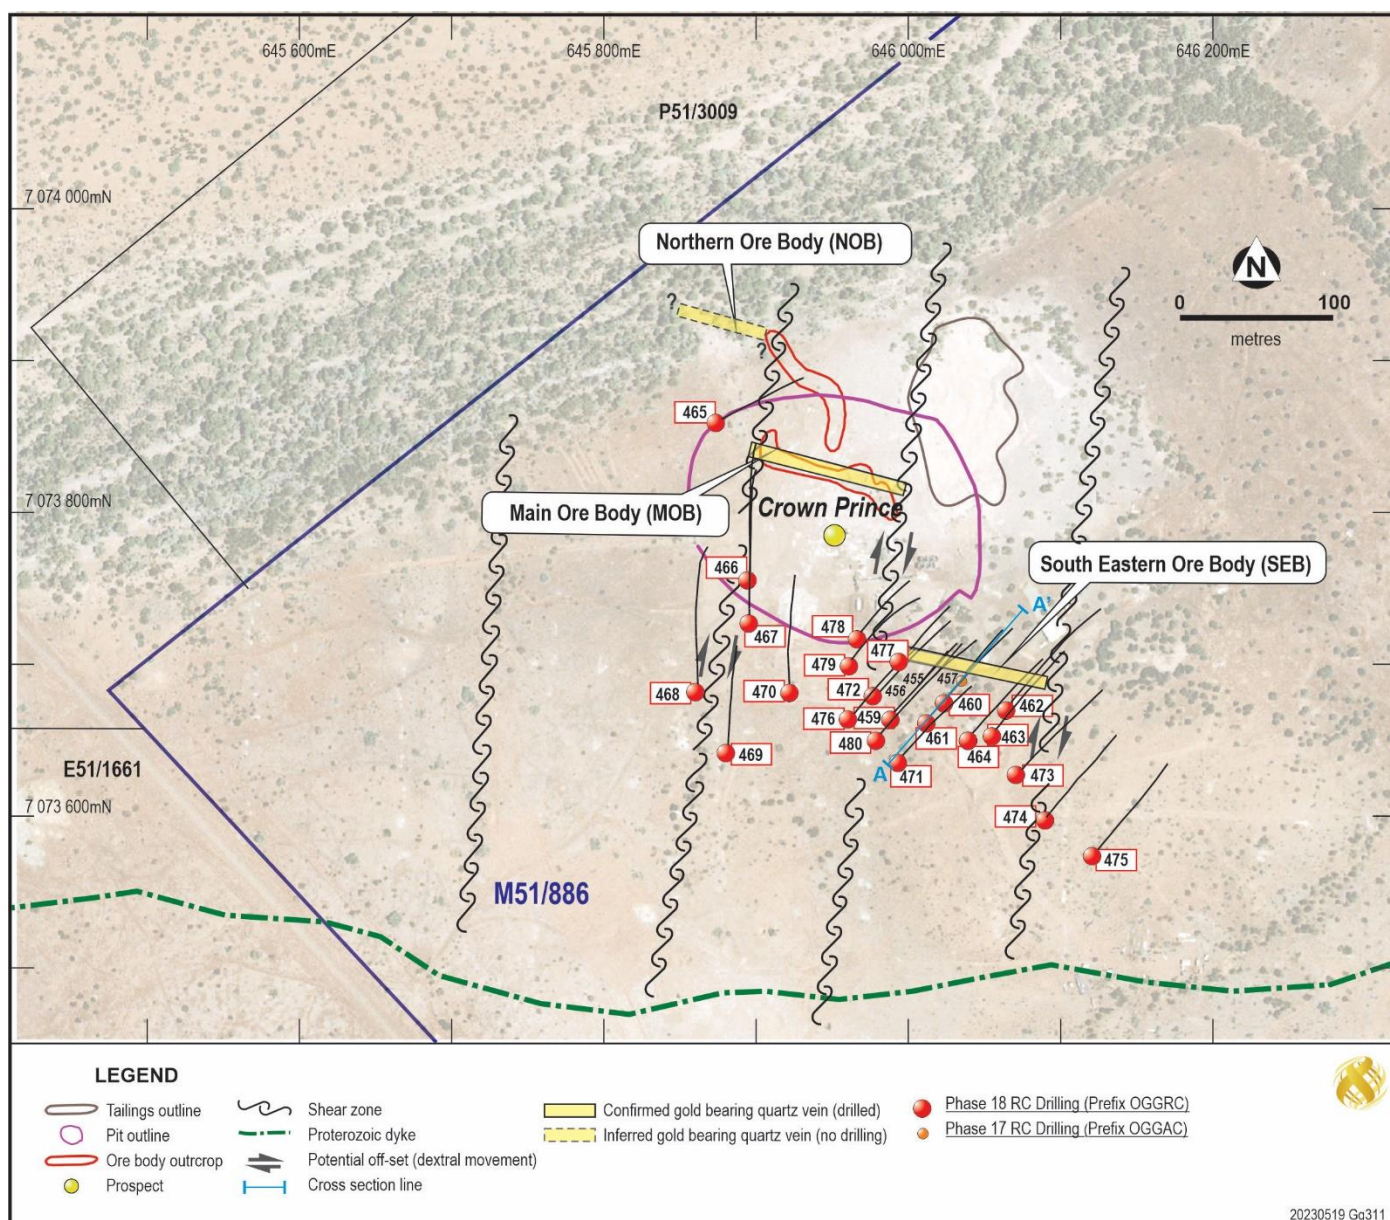 645 600mE
645 800mE
646 000mE
646 200mE
P51/3009
7 074 000mN
Northern Ore Body (NOB)
N
0 100
metres
?
?
465
Main Ore Body (MOB)
7 073 800mN
Crown Prince
South Eastern Ore Body (SEB)
466
A'
467
478
477
479
455
457
468
470
472
456
460
462
476
459
461
463
469
480
464
A
471
473
E51/1661
7 073 600mN
474
475
M51/886
LEGEND
Tailings outline
Pit outline
Ore body outrcrop
Prospect
Shear zone
Proterozoic dyke
Potential off-set (dextral movement)
Cross section line
Confirmed gold bearing quartz vein (drilled)
Inferred gold bearing quartz vein (no drilling)
Phase 18 RC Drilling (Prefix OGGRC)
Phase 17 RC Drilling (Prefix OGGAC)
20230519 Gg311